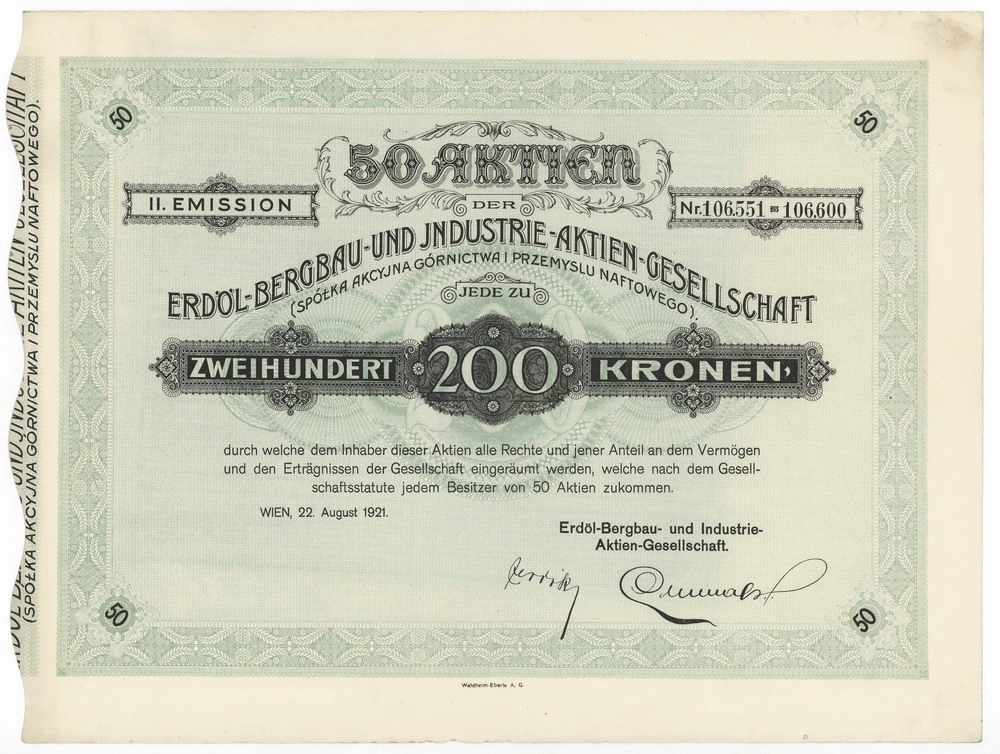 50
50
50 AKTIEN
II. EMISSION
DER
Nr. 106.551 BIS 106.600
ERDÖL-BERGBAU-UND JNDUSTRIE-AKTIEN-GESELLSCHAFT
(SPÓŁKA AKCYJNA GÓRNICTWA I PRZEMYSLU NAFTOWEGO).
JEDE ZU
ZWEIHUNDERT 200 KRONEN,
durch welche dem Inhaber dieser Aktien alle Rechte und jener Anteil an dem Vermögen
und den Erträgnissen der Gesellschaft eingeräumt werden, welche nach dem Gesell-
schaftsstatute jedem Besitzer von 50 Aktien zukommen.
WIEN, 22. August 1921.
Erdöl-Bergbau- und Industrie-
Aktien-Gesellschaft.
50
50
Waldheim-Eberle A. G.
(SPÓŁKA AKCYJNA GÓRNICTWA I PRZEMYSLU NAFTOWEGO).